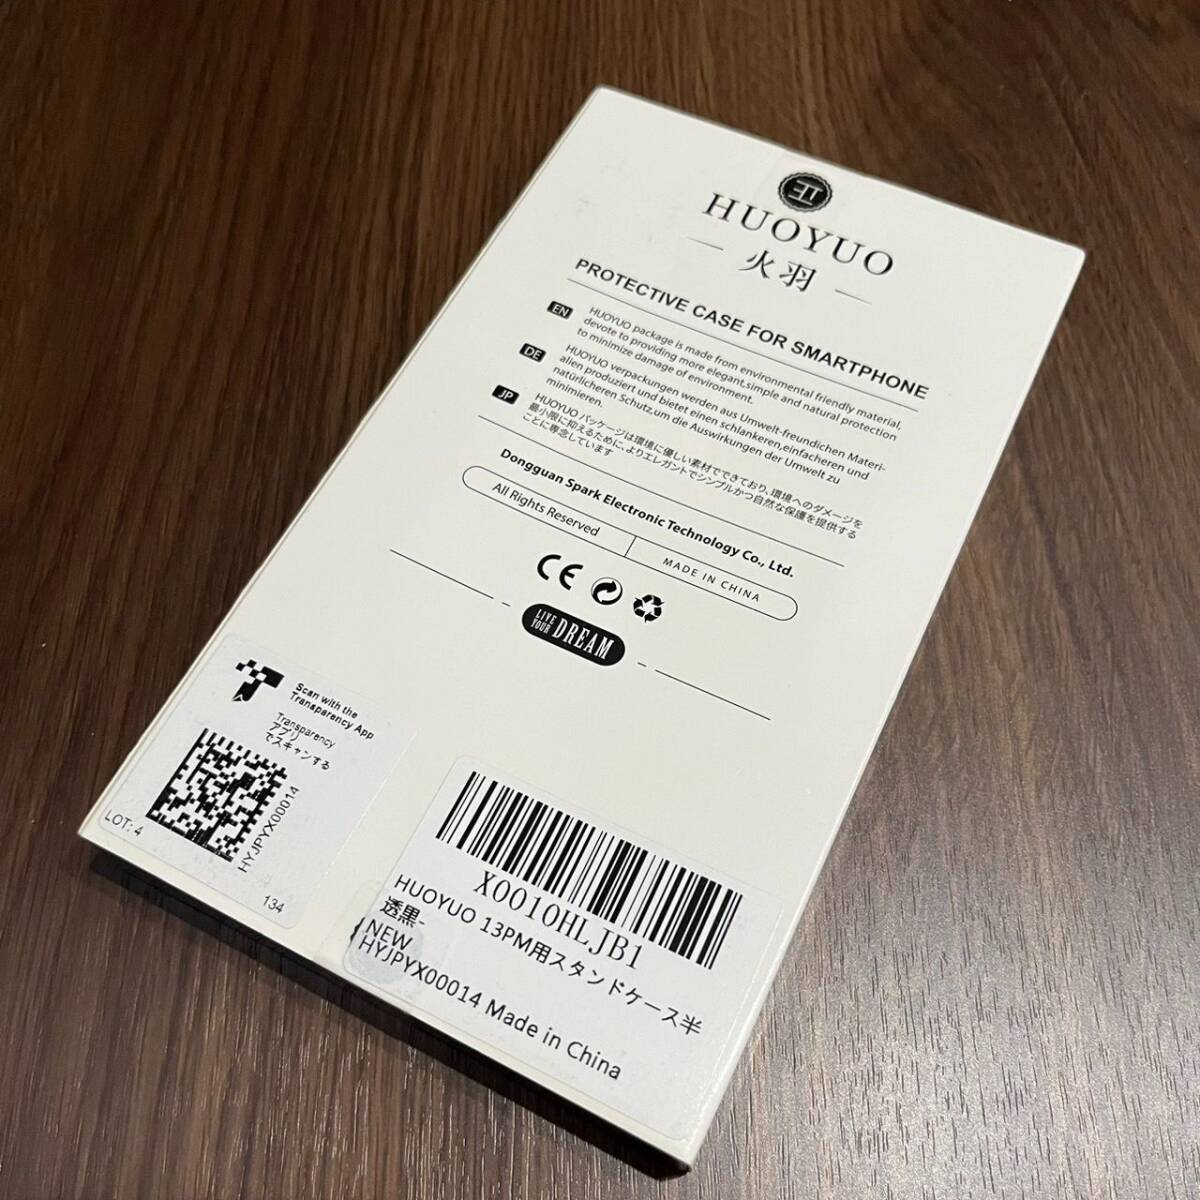 HUOYUO
火羽
PROTECTIVE CASE FOR SMARTPHONE
EN
HUOYUO package is made from environmental friendly material,
devote to providing more elegant,simple and natural protection
to minimize damage of environment.
DE
HUOYUO verpackungen werden aus Umwelt-freundichen Materi-
alien produziert und bietet einen schlankeren,einfacheren und
natürlicheren Schutz,um die Auswirkungen der Umwelt zu
minimieren.
JP
HUOYUO パッケージは環境に優しい素材でできており、環境へのダメージを
最小限に抑えるために、よりエレガントでシンプルかつ自然な保護を提供する
ことに専念しています
Dongguan Spark Electronic Technology Co., Ltd.
All Rights Reserved
MADE IN CHINA
CE
LIVE
YOUR
DREAM
Scan with the
Transparency App
Transparency
アプリ
でスキャンする
HYJPYX00014
LOT: 4
134
X0010HLJB1
HUOYUO 13PM用スタンドケース半
透黒-
NEW
HYJPYX00014 Made in China